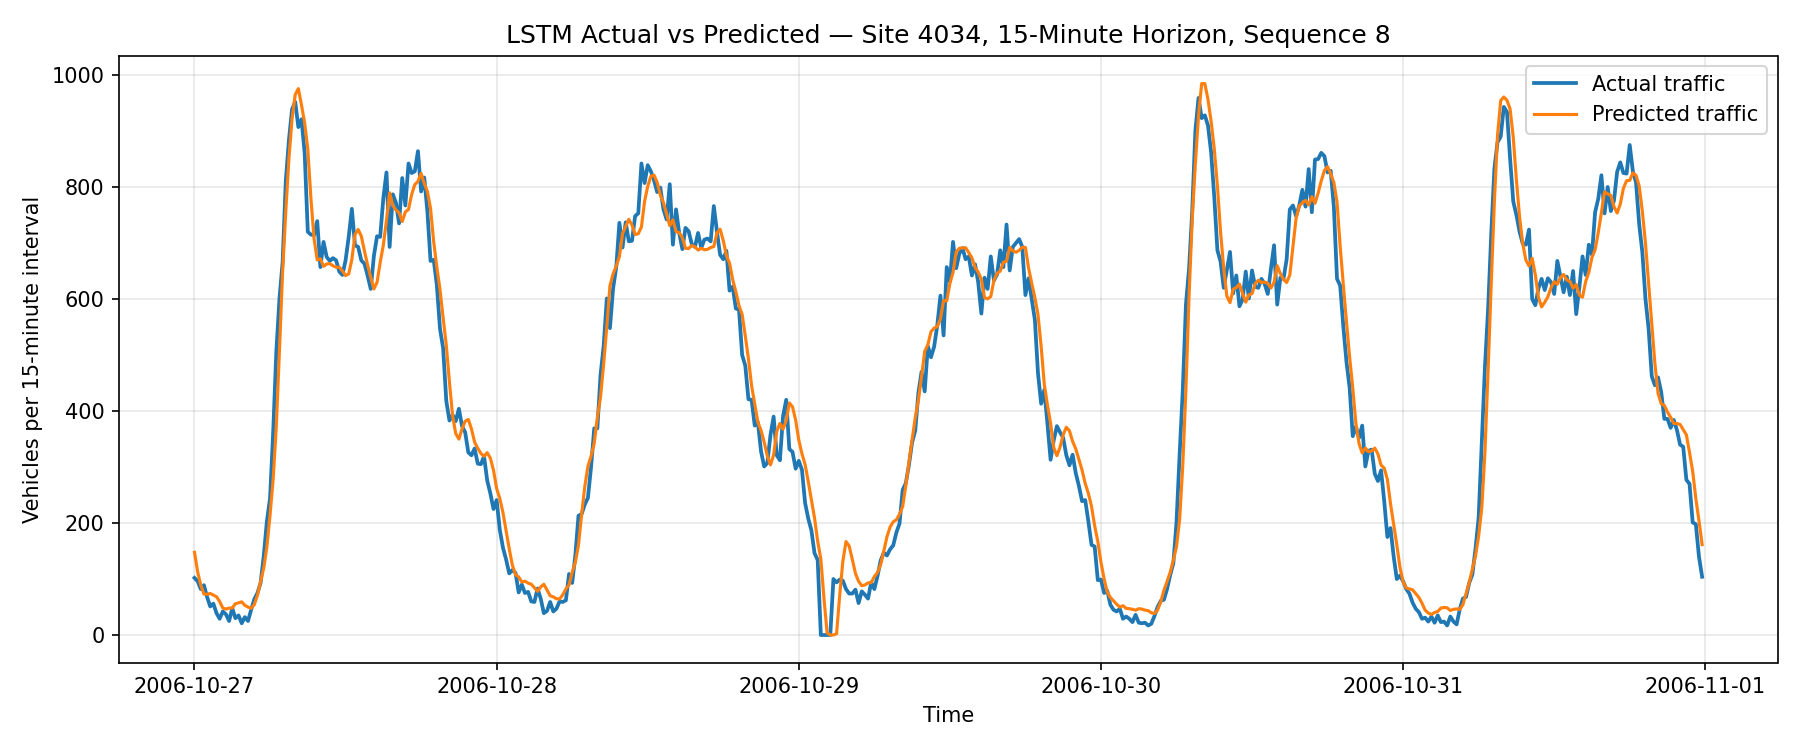 LSTM Actual vs Predicted — Site 4034, 15-Minute Horizon, Sequence 8
Actual traffic
Predicted traffic
Vehicles per 15-minute interval
1000
800
600
400
200
0
2006-10-27
2006-10-28
2006-10-29
2006-10-30
2006-10-31
2006-11-01
Time